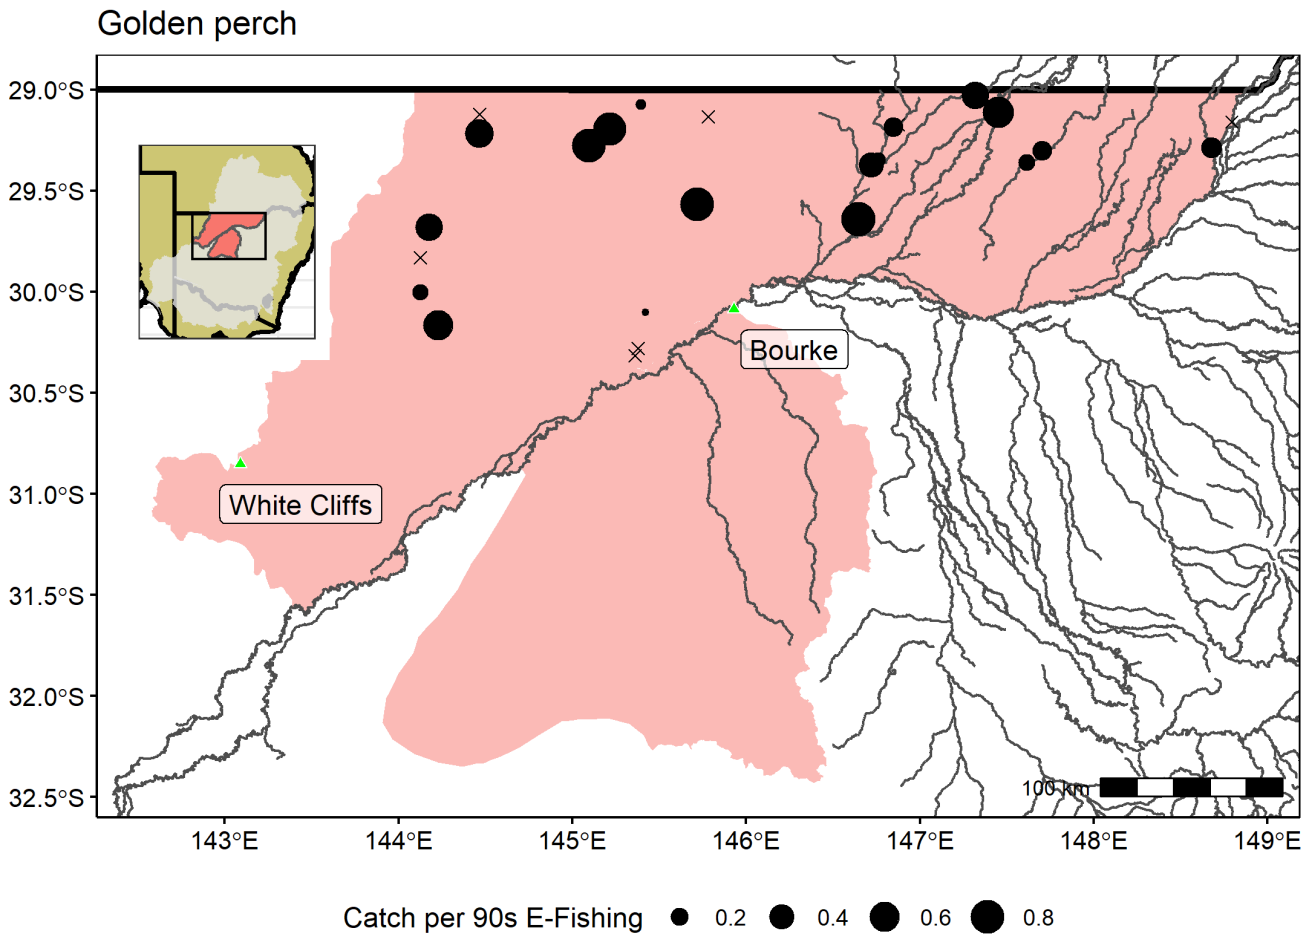 Golden perch
29.0°S
29.5°S
30.0°S
30.5°S
31.0°S
31.5°S
32.0°S
32.5°S
Bourke
White Cliffs
100 km
143°E 144°E 145°E 146°E 147°E 148°E 149°E
Catch per 90s E-Fishing 0.2 0.4 0.6 0.8